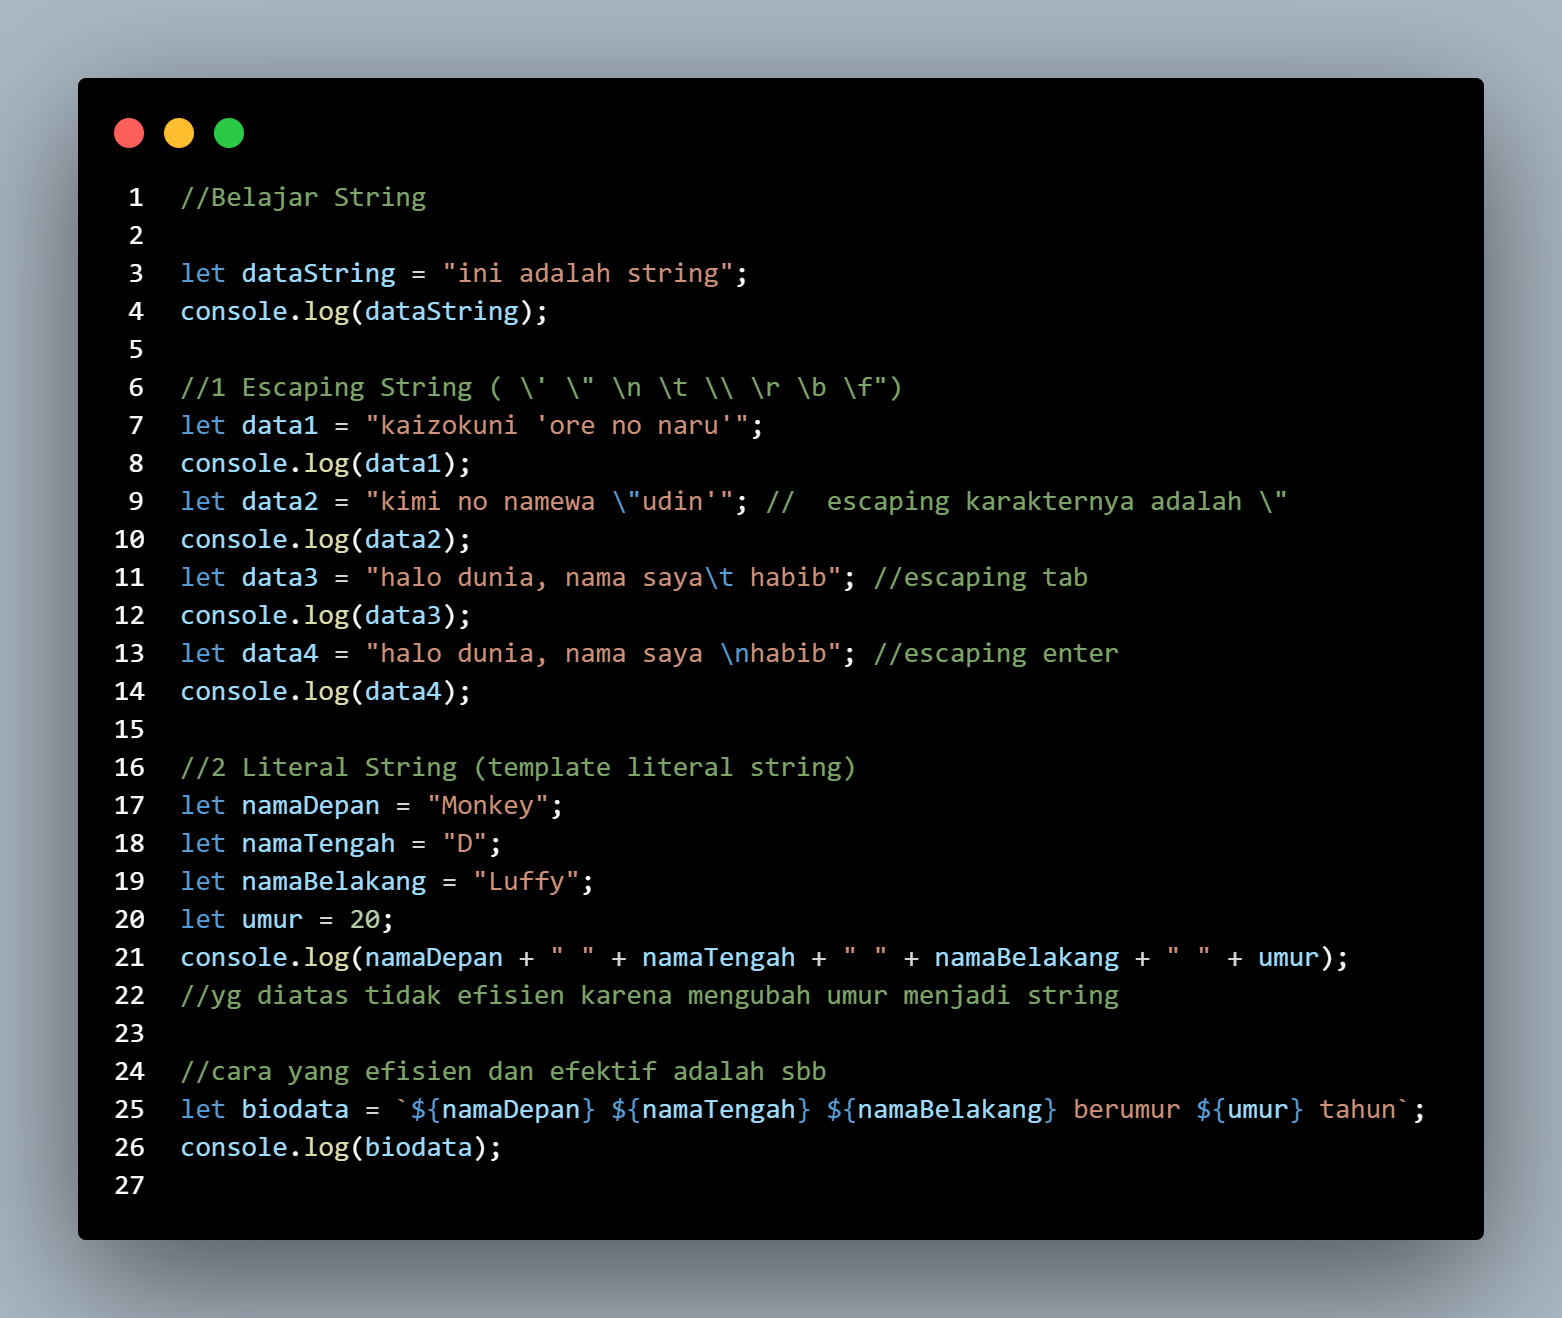 1 //Belajar String
2
3 let dataString = "ini adalah string";
4 console.log(dataString);
5
6 //1 Escaping String ( \' \" \n \t \\ \r \b \f")
7 let data1 = "kaizokuni 'ore no naru'";
8 console.log(data1);
9 let data2 = "kimi no namewa \"udin'"; //  escaping karakternya adalah \"
10 console.log(data2);
11 let data3 = "halo dunia, nama saya\t habib"; //escaping tab
12 console.log(data3);
13 let data4 = "halo dunia, nama saya \nhabib"; //escaping enter
14 console.log(data4);
15
16 //2 Literal String (template literal string)
17 let namaDepan = "Monkey";
18 let namaTengah = "D";
19 let namaBelakang = "Luffy";
20 let umur = 20;
21 console.log(namaDepan + " " + namaTengah + " " + namaBelakang + " " + umur);
22 //yg diatas tidak efisien karena mengubah umur menjadi string
23
24 //cara yang efisien dan efektif adalah sbb
25 let biodata = `${namaDepan} ${namaTengah} ${namaBelakang} berumur ${umur} tahun`;
26 console.log(biodata);
27